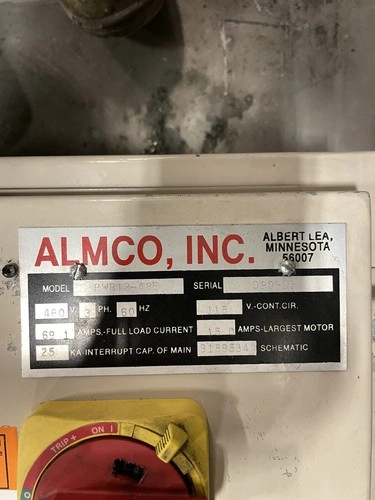 ALMCO, INC. ALBERT LEA, MINNESOTA 56007
MODEL SERIAL
460 V. 3 PH. 60 HZ 115 V.-CONT.CIR.
69.1 AMPS-FULL LOAD CURRENT AMPS-LARGEST MOTOR
25 KA-INTERRUPT CAP. OF MAIN SCHEMATIC
TRIP+ ON I
O